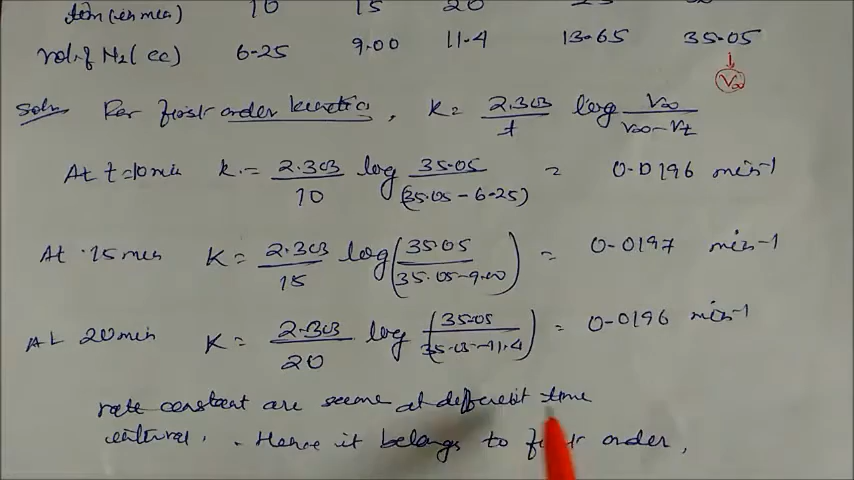 time (in min) 10 15 20 25
vol. of N2 (cc) 6.25 9.00 11.4 13.65 35.05
V∞
Soln For first order kinetics, K = 2.303/t log V∞/V∞-Vt
At t=10 min K = 2.303/10 log 35.05/(35.05-6.25) = 0.0196 min-1
At 15 min K = 2.303/15 log(35.05/35.05-9.00) = 0.0197 min-1
At 20 min K = 2.303/20 log(35.05/35.05-11.4) = 0.0196 min-1
rate constant are same at different time
interval. Hence it belongs to first order,